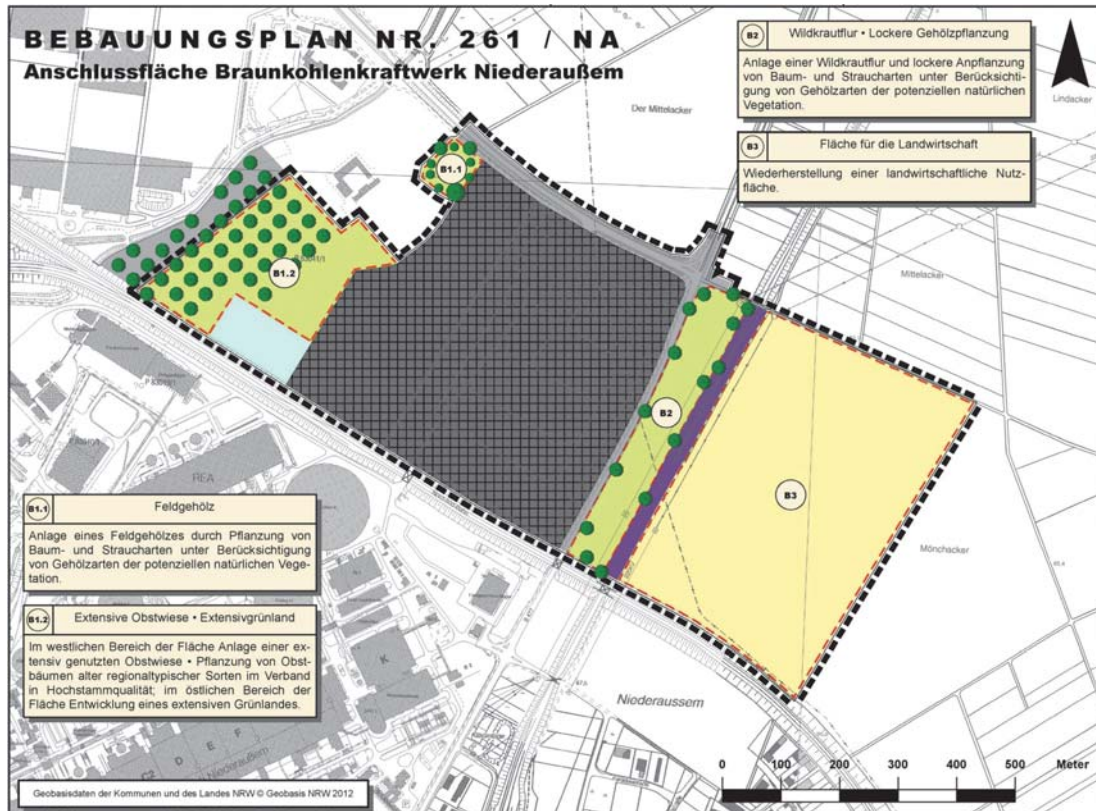 BEBAUUNGSPLAN NR. 261 / NA
Anschlussfläche Braunkohlenkraftwerk Niederaußem
B2 Wildkrautflur • Lockere Gehölzpflanzung
Anlage einer Wildkrautflur und lockere Anpflanzung
von Baum- und Straucharten unter Berücksichti-
gung von Gehölzarten der potenziellen natürlichen
Vegetation.
B3 Fläche für die Landwirtschaft
Wiederherstellung einer landwirtschaftliche Nutz-
fläche.
Lindacker
Der Mittelacker
B1.1
B1.2
Mittelacker
B2
B3
Mönchacker
REA
B1.1 Feldgehölz
Anlage eines Feldgehölzes durch Pflanzung von
Baum- und Straucharten unter Berücksichtigung
von Gehölzarten der potenziellen natürlichen Vege-
tation.
B1.2 Extensive Obstwiese • Extensivgrünland
Im westlichen Bereich der Fläche Anlage einer ex-
tensiv genutzten Obstwiese • Pflanzung von Obst-
bäumen alter regionaltypischer Sorten im Verband
in Hochstammqualität; im östlichen Bereich der
Fläche Entwicklung eines extensiven Grünlandes.
K
Niederaussem
E F
C2 D
Niederaußem
0 100 200 300 400 500 Meter
Geobasisdaten der Kommunen und des Landes NRW © Geobasis NRW 2012